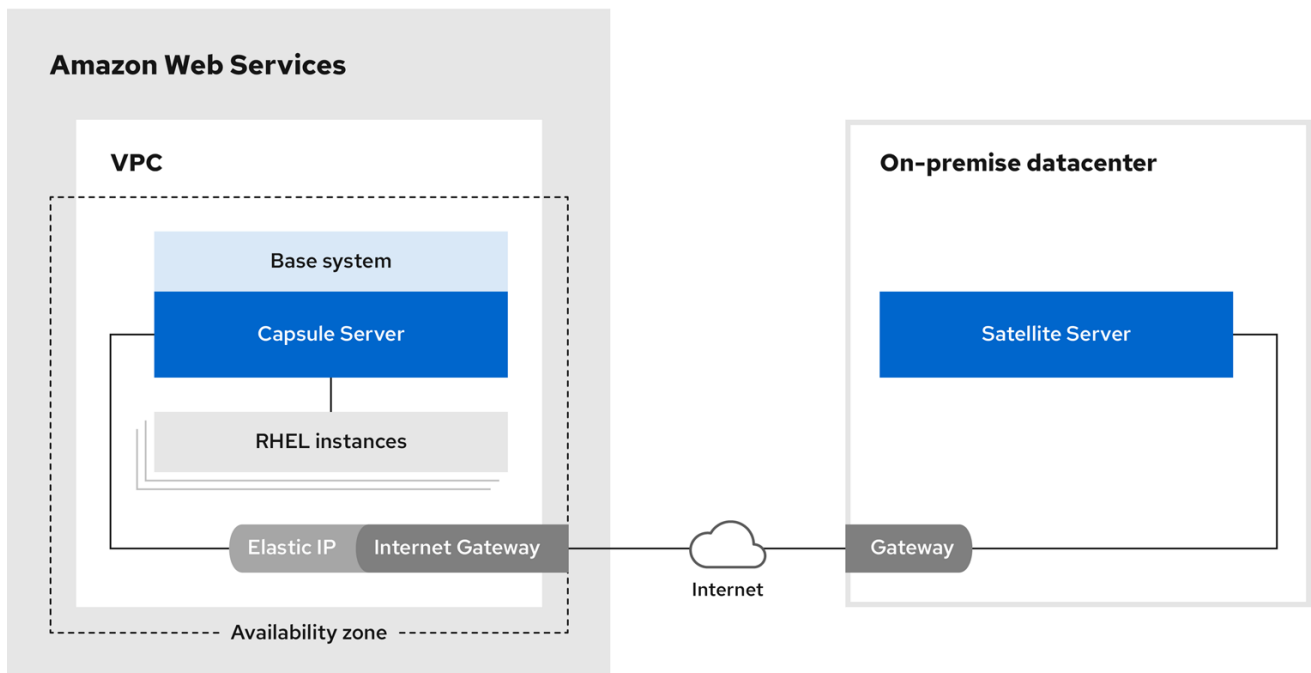 Amazon Web Services
VPC
Base system
Capsule Server
RHEL instances
Elastic IP
Internet Gateway
Availability zone
Internet
On-premise datacenter
Satellite Server
Gateway